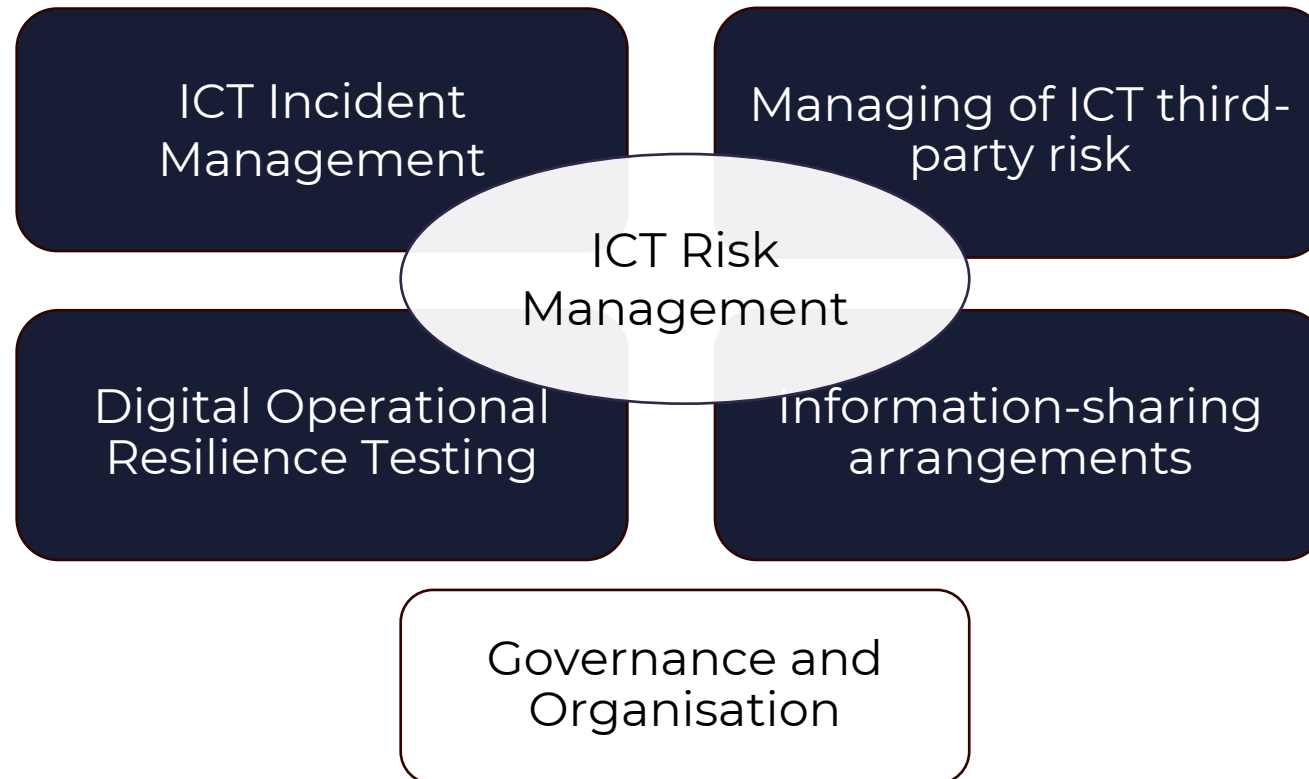 ICT Incident
Management
Managing of ICT third-
party risk
ICT Risk
Management
Digital Operational
Resilience Testing
Information-sharing
arrangements
Governance and
Organisation